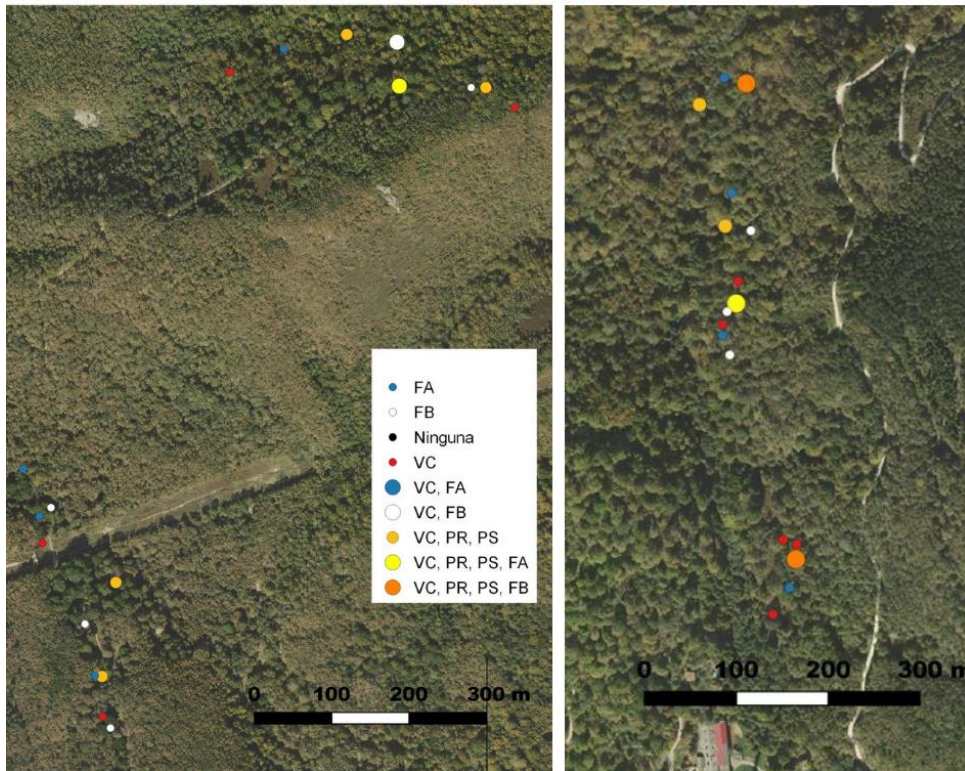 FA
FB
Ninguna
VC
VC, FA
VC, FB
VC, PR, PS
VC, PR, PS, FA
VC, PR, PS, FB
0 100 200 300 m
0 100 200 300 m